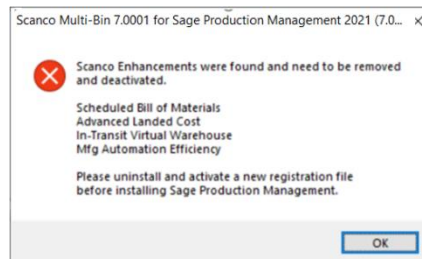 Scanco Multi-Bin 7.0001 for Sage Production Management 2021 (7.0...
Scanco Enhancements were found and need to be removed
and deactivated.
Scheduled Bill of Materials
Advanced Landed Cost
In-Transit Virtual Warehouse
Mfg Automation Efficiency
Please uninstall and activate a new registration file
before installing Sage Production Management.
OK